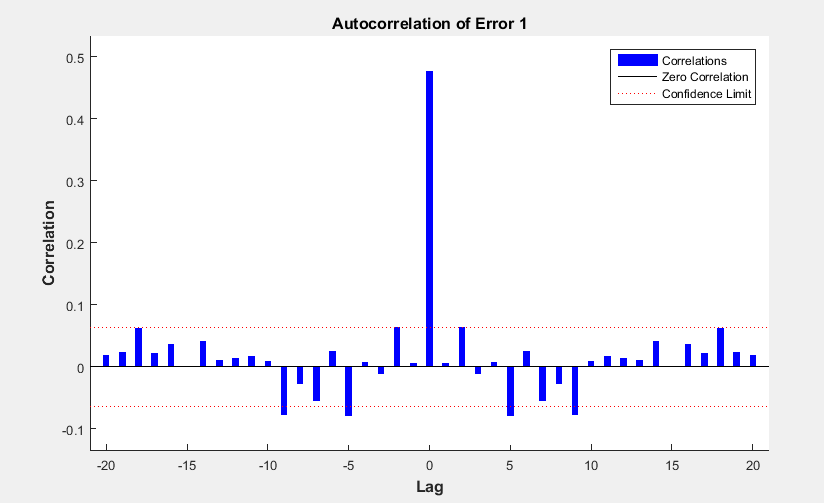 Autocorrelation of Error 1
Correlations
Zero Correlation
Confidence Limit
0.5
0.4
0.3
0.2
0.1
0
-0.1
Correlation
-20 -15 -10 -5 0 5 10 15 20
Lag